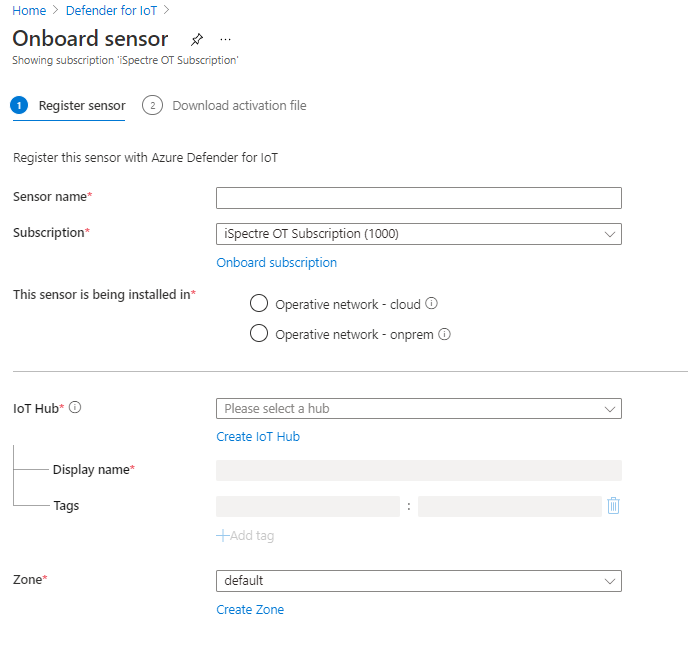 Home > Defender for IoT >
Onboard sensor ...
Showing subscription 'iSpectre OT Subscription'
1 Register sensor 2 Download activation file
Register this sensor with Azure Defender for IoT
Sensor name*
Subscription* iSpectre OT Subscription (1000)
Onboard subscription
This sensor is being installed in*
Operative network - cloud
Operative network - onprem
IoT Hub* Please select a hub
Create IoT Hub
Display name*
Tags :
+Add tag
Zone* default
Create Zone